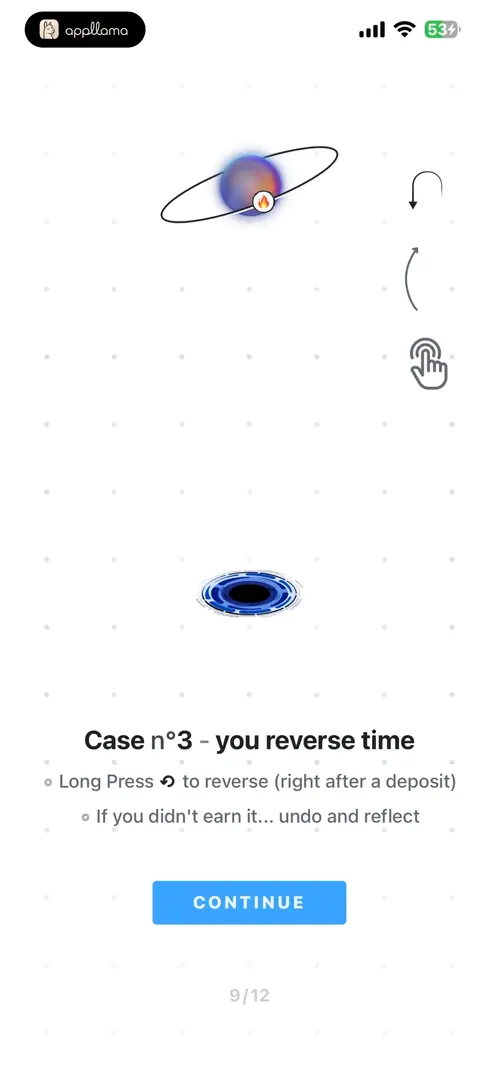 appllama
53
Case n°3 - you reverse time
Long Press ⟲ to reverse (right after a deposit)
If you didn't earn it... undo and reflect
CONTINUE
9/12